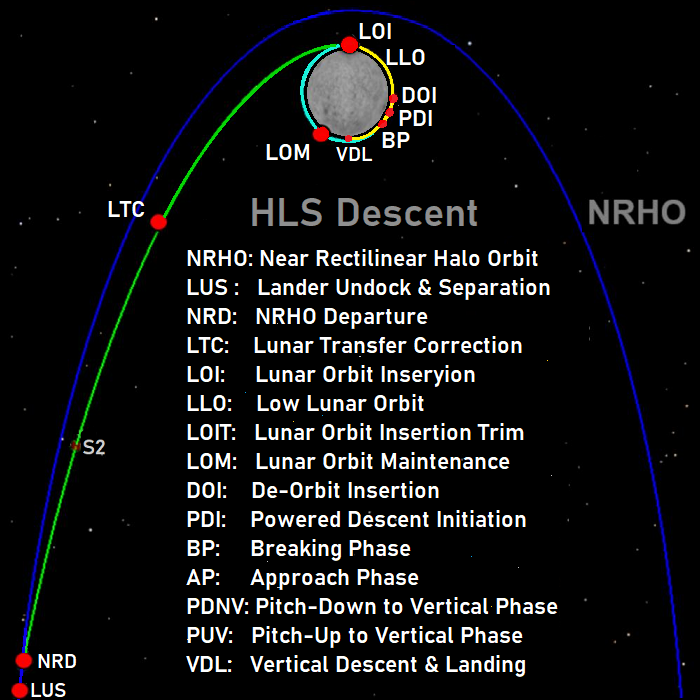 LOI
LLO
DOI
PDI
BP
LOM
VDL
LTC
HLS Descent
NRHO
NRHO: Near Rectilinear Halo Orbit
LUS : Lander Undock & Separation
NRD: NRHO Departure
LTC: Lunar Transfer Correction
LOI: Lunar Orbit Inseryion
LLO: Low Lunar Orbit
LOIT: Lunar Orbit Insertion Trim
S2
LOM: Lunar Orbit Maintenance
DOI: De-Orbit Insertion
PDI: Powered Descent Initiation
BP: Breaking Phase
AP: Approach Phase
PDNV: Pitch-Down to Vertical Phase
PUV: Pitch-Up to Vertical Phase
VDL: Vertical Descent & Landing
NRD
LUS